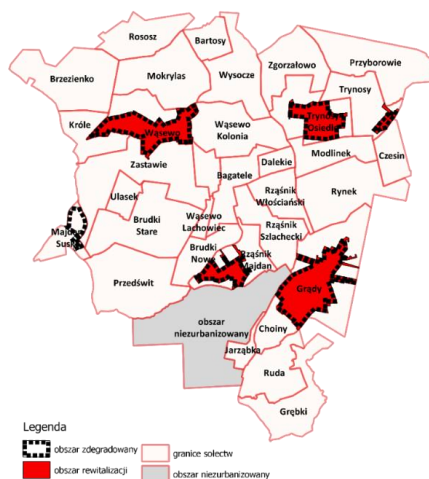 Rososz
Bartosy
Brzezienko
Mokrylas
Wysocze
Zgorzałowo
Przyborowie
Trynosy
Króle
Wąsewo
Wąsewo
Kolonia
Trynosy
Osiedle
Zastawie
Dalekie
Modlinek
Czesin
Bagatele
Ulasek
Brudki
Stare
Rząśnik
Włościański
Rynek
Wąsewo
Lachowiec
Rząśnik
Szlachecki
Brudki
Nowe
Rząśnik
Majdan
Przedświt
Grądy
obszar
niezurbanizowany
Choiny
Jarząbka
Ruda
Grębki
Legenda
obszar zdegradowany
granice sołectw
obszar rewitalizacji
obszar niezurbanizowany